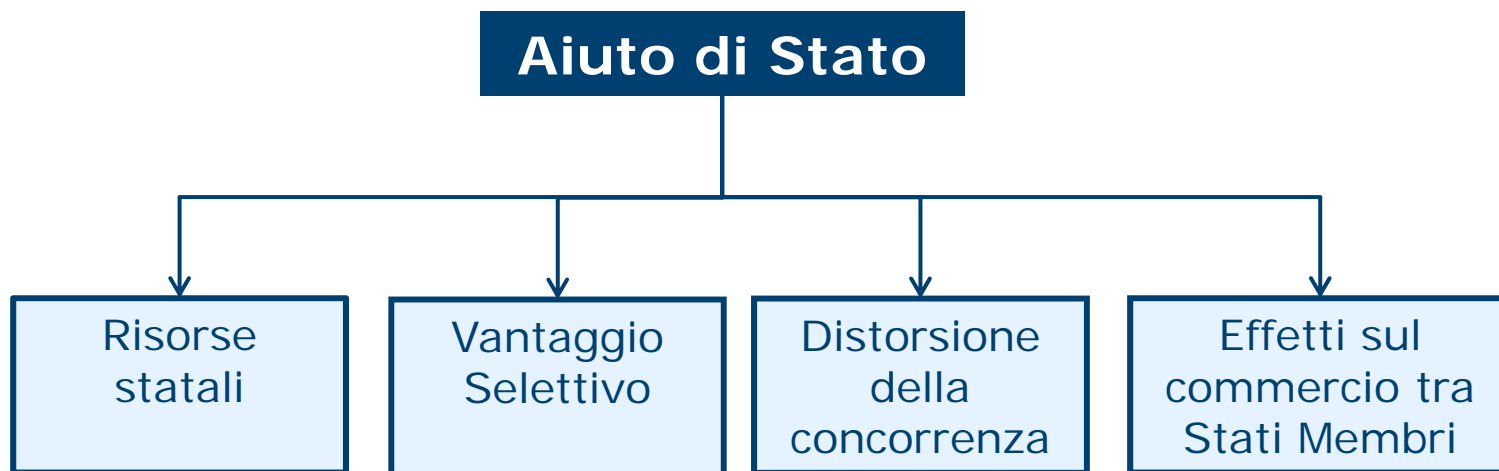 Aiuto di Stato
Risorse
statali
Vantaggio
Selettivo
Distorsione
della
concorrenza
Effetti sul
commercio tra
Stati Membri